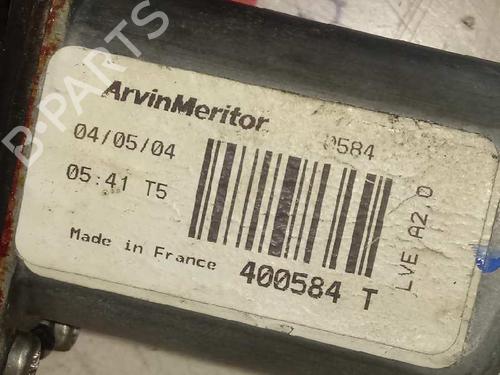 B-PARTS
ArvinMeritor
04/05/04
0584
05:41 T5
LVE A2.0
Made in France
400584 T